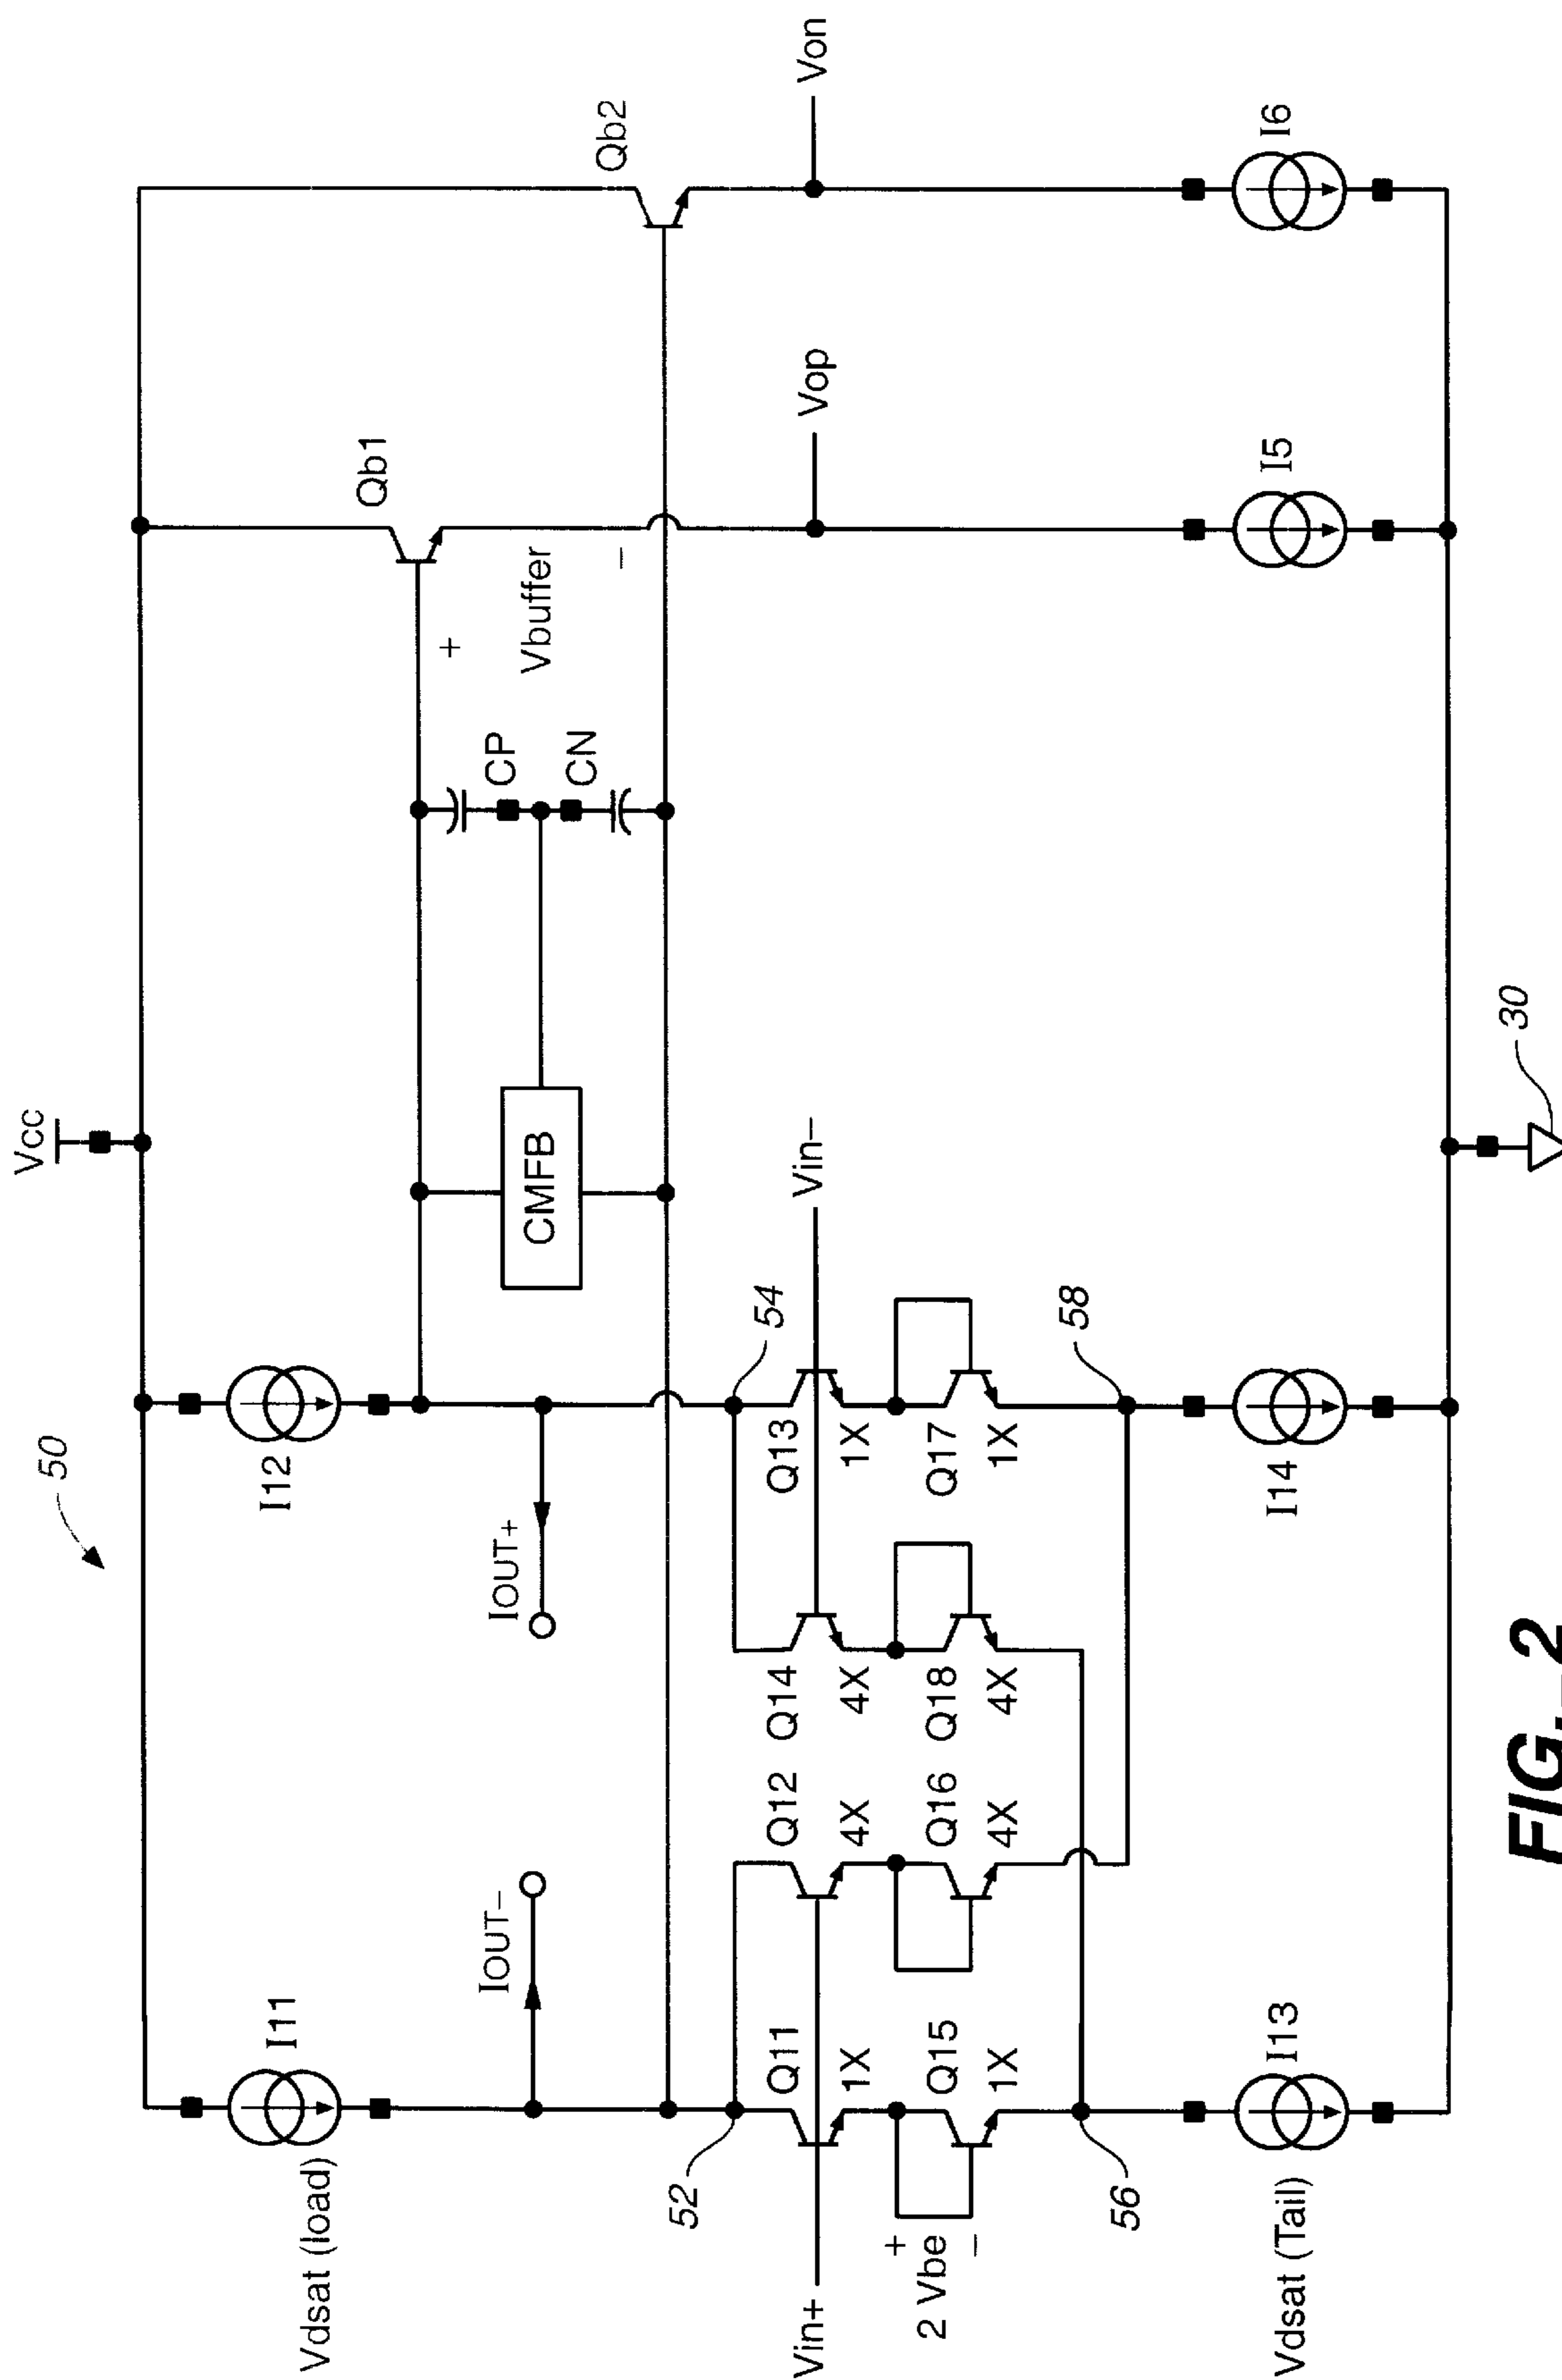 50
Vcc
Vdsat (load)
I11
I12
IOUT−
IOUT+
Qb1
Qb2
+
Vbuffer
−
CMFB
CP
CN
52
54
Vin+
Vin−
Q11
1X
Q12
4X
Q14
4X
Q13
1X
Vop
Von
+
2 Vbe
−
Q15
1X
Q16
4X
Q18
4X
Q17
1X
56
58
Vdsat (Tail)
I13
I14
I5
I6
30
FIG._2